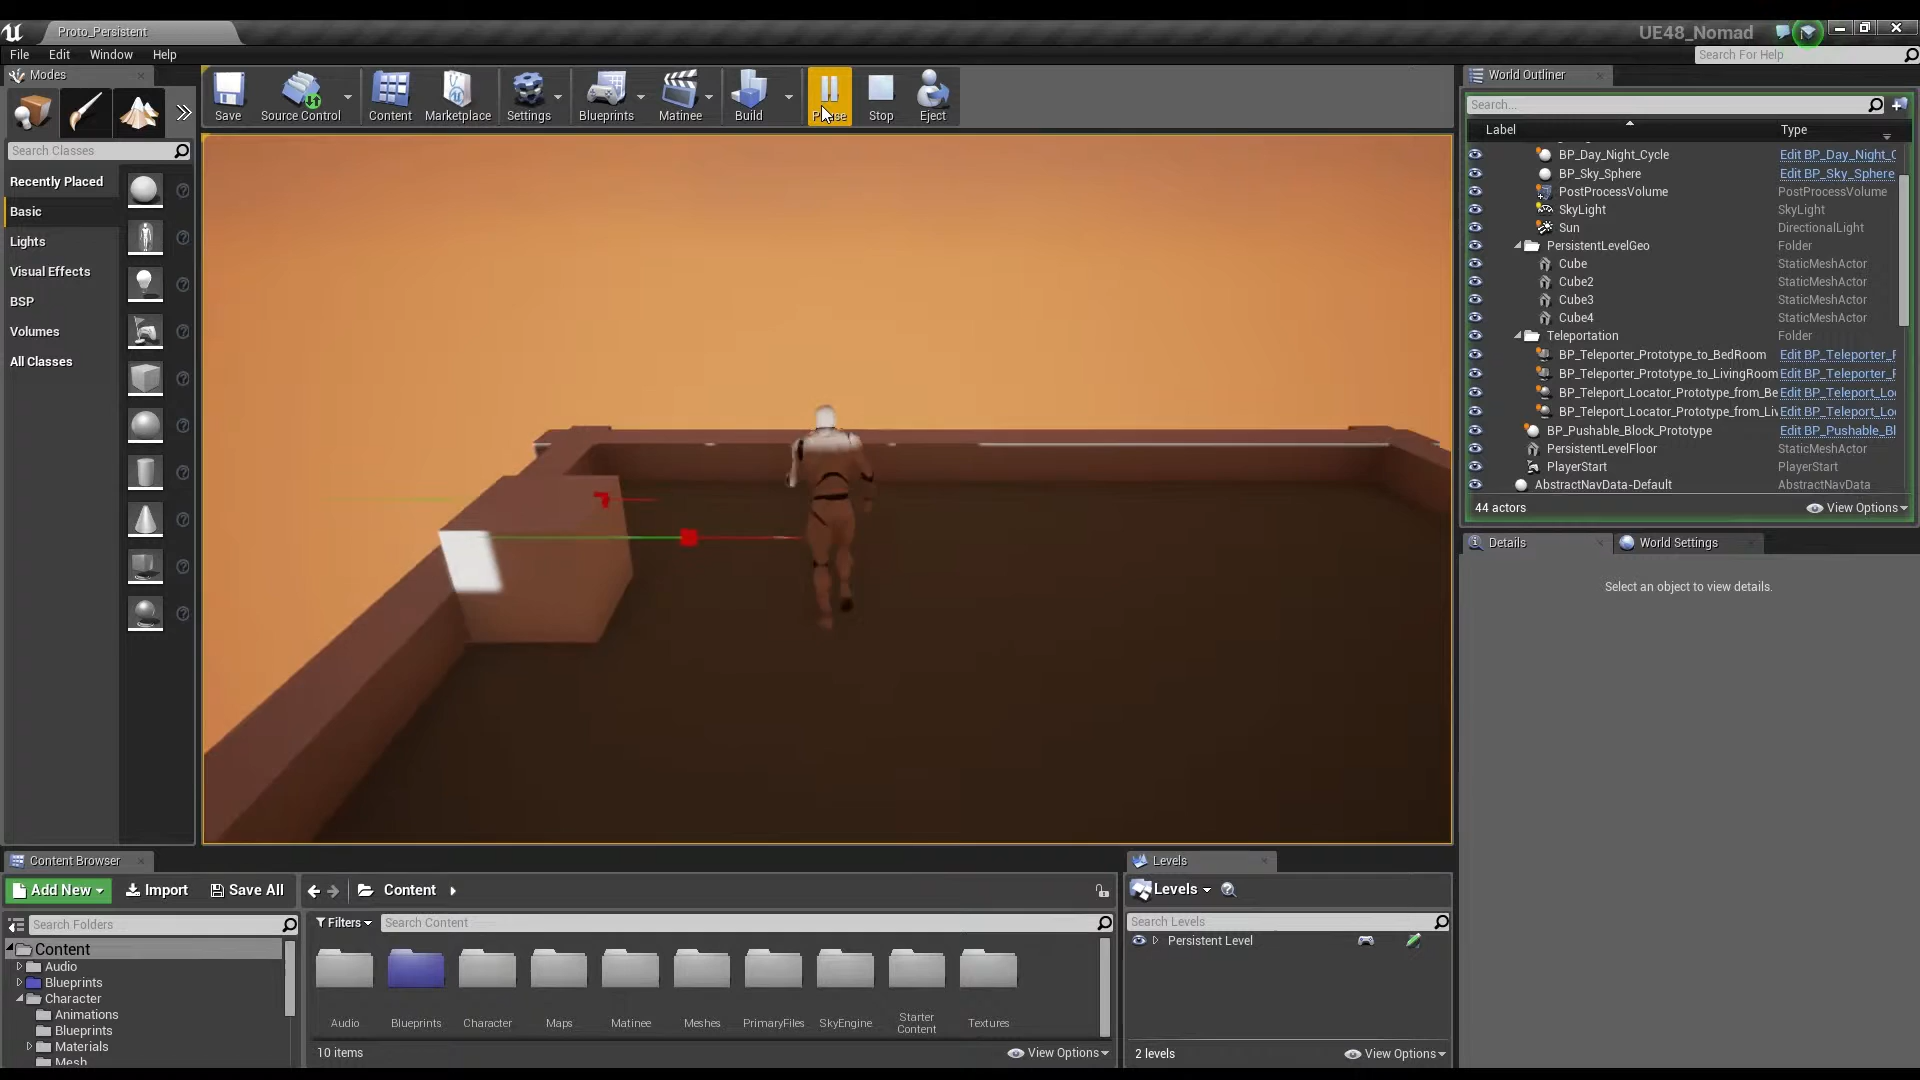 Proto_Persistent
UE48_Nomad
File Edit Window Help
Search For Help
Modes
Save
Source Control
Content
Marketplace
Settings
Blueprints
Matinee
Build
Stop
Eject
Search Classes
Recently Placed
Basic
Lights
Visual Effects
BSP
Volumes
All Classes
World Outliner
Search...
Label Type
BP_Day_Night_Cycle Edit BP_Day_Night_C
BP_Sky_Sphere Edit BP_Sky_Sphere
PostProcessVolume PostProcessVolume
SkyLight SkyLight
Sun DirectionalLight
PersistentLevelGeo Folder
Cube StaticMeshActor
Cube2 StaticMeshActor
Cube3 StaticMeshActor
Cube4 StaticMeshActor
Teleportation Folder
BP_Teleporter_Prototype_to_BedRoom Edit BP_Teleporter_F
BP_Teleporter_Prototype_to_LivingRoom Edit BP_Teleporter_F
BP_Teleport_Locator_Prototype_from_Be Edit BP_Teleport_Lo
BP_Teleport_Locator_Prototype_from_Liv Edit BP_Teleport_Lo
BP_Pushable_Block_Prototype Edit BP_Pushable_Bl
PersistentLevelFloor StaticMeshActor
PlayerStart PlayerStart
AbstractNavData-Default AbstractNavData
44 actors View Options
Details World Settings
Select an object to view details.
Content Browser
Add New Import Save All Content
Search Folders
Content
Audio
Blueprints
Character
Animations
Blueprints
Materials
Mesh
Filters Search Content
Audio
Blueprints
Character
Maps
Matinee
Meshes
PrimaryFiles
SkyEngine
Starter
Content
Textures
10 items View Options
Levels
Levels
Search Levels
Persistent Level
2 levels View Options